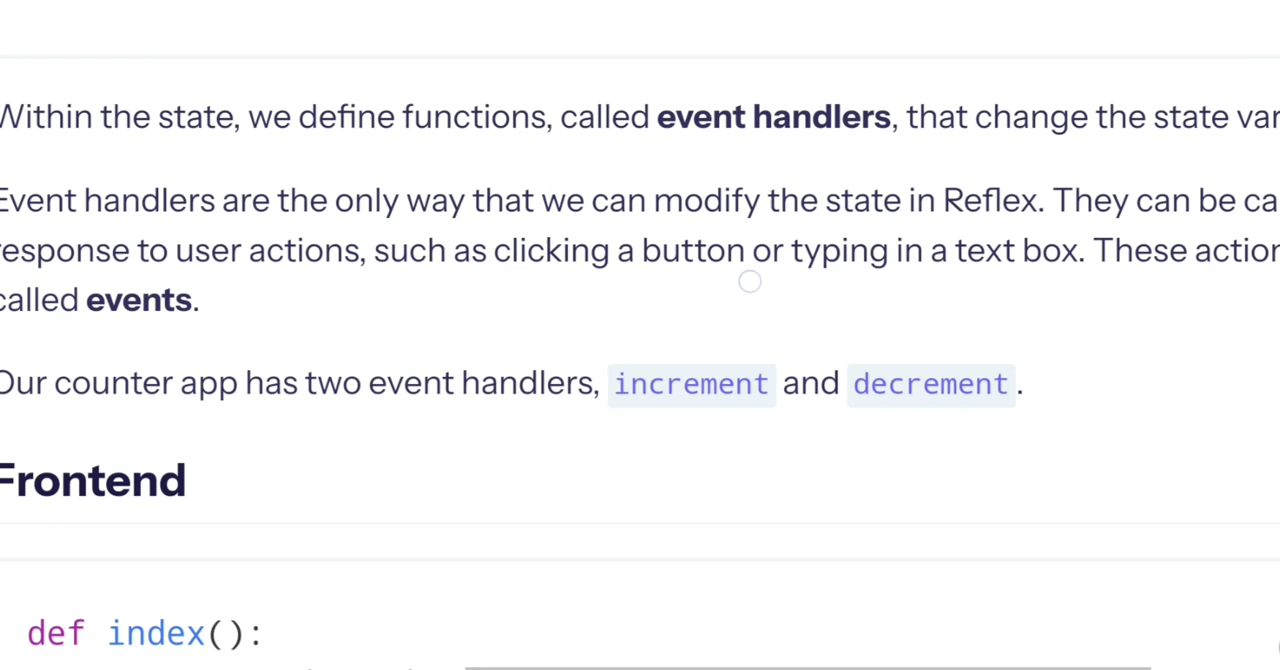 Within the state, we define functions, called event handlers, that change the state
Event handlers are the only way that we can modify the state in Reflex. They can be
response to user actions, such as clicking a button or typing in a text box. These
called events.
Our counter app has two event handlers, increment and decrement.
Frontend
def index():